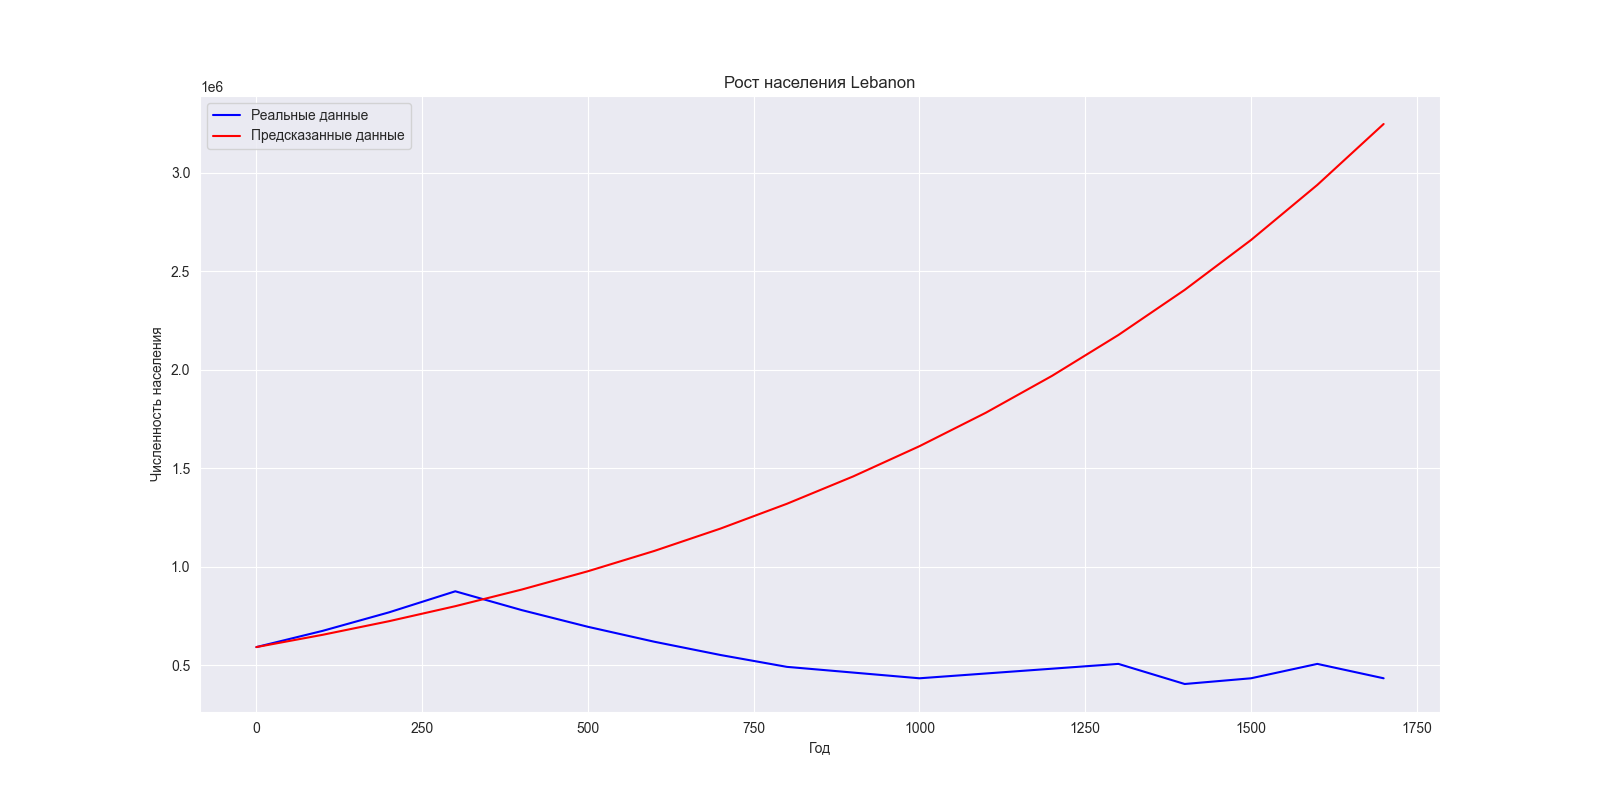 Рост населения Lebanon
1e6
Реальные данные
Предсказанные данные
3.0
2.5
2.0
1.5
1.0
0.5
Численность населения
0 250 500 750 1000 1250 1500 1750
Год